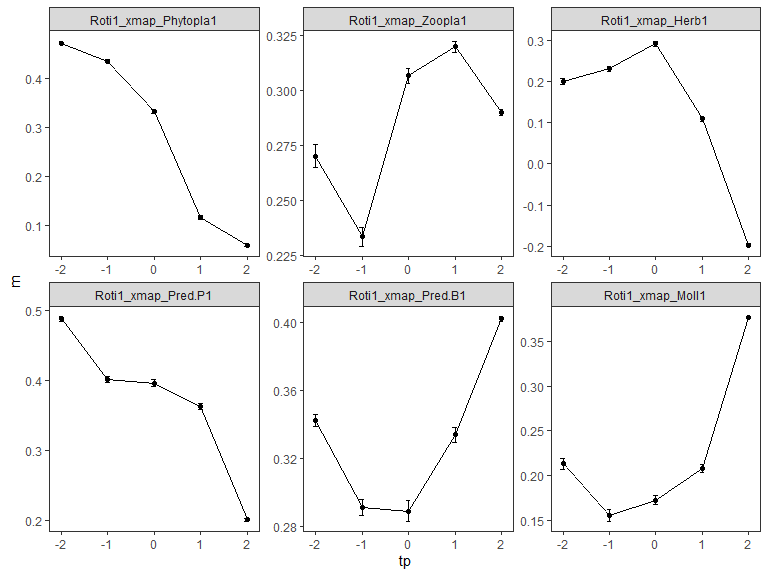 Roti1_xmap_Phytopla1
Roti1_xmap_Zoopla1
Roti1_xmap_Herb1
0.4
0.3
0.2
0.1
-2 -1 0 1 2
0.325
0.300
0.275
0.250
0.225
-2 -1 0 1 2
0.3
0.2
0.1
0.0
-0.1
-0.2
-2 -1 0 1 2
m
Roti1_xmap_Pred.P1
Roti1_xmap_Pred.B1
Roti1_xmap_Moll1
0.5
0.4
0.3
0.2
-2 -1 0 1 2
0.40
0.36
0.32
0.28
-2 -1 0 1 2
0.35
0.30
0.25
0.20
0.15
-2 -1 0 1 2
tp